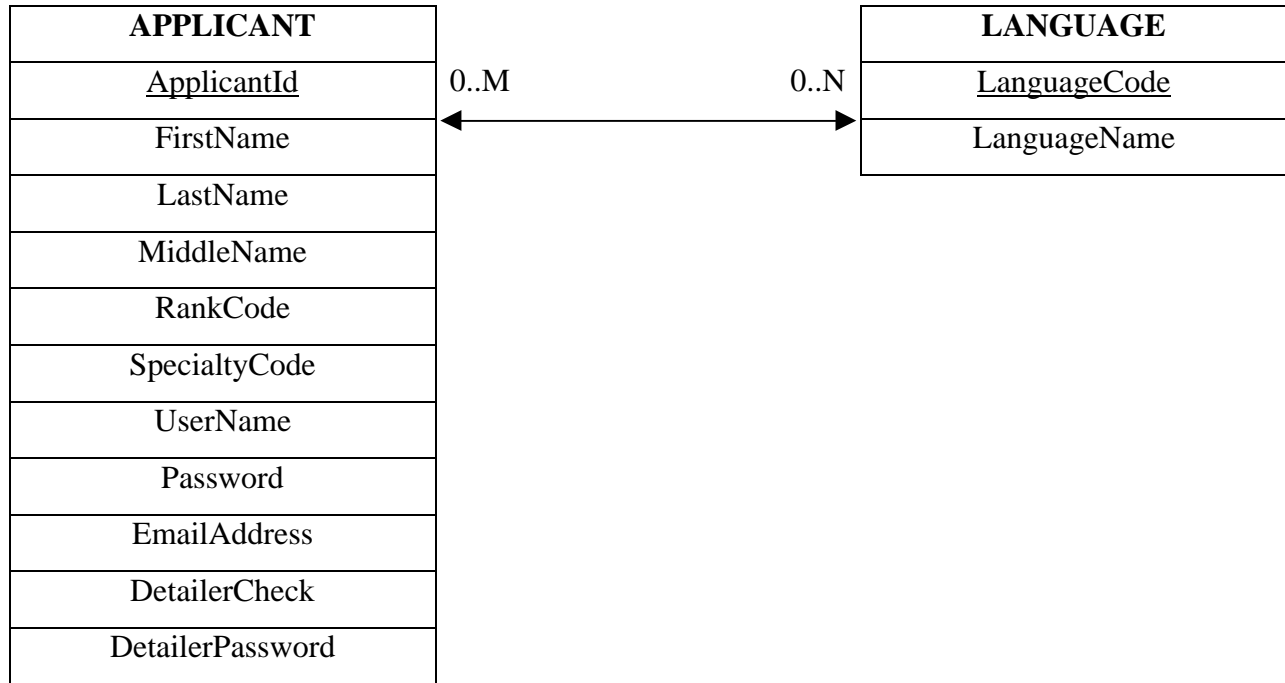 APPLICANT
ApplicantId
FirstName
LastName
MiddleName
RankCode
SpecialtyCode
UserName
Password
EmailAddress
DetailerCheck
DetailerPassword
0..M
0..N
LANGUAGE
LanguageCode
LanguageName